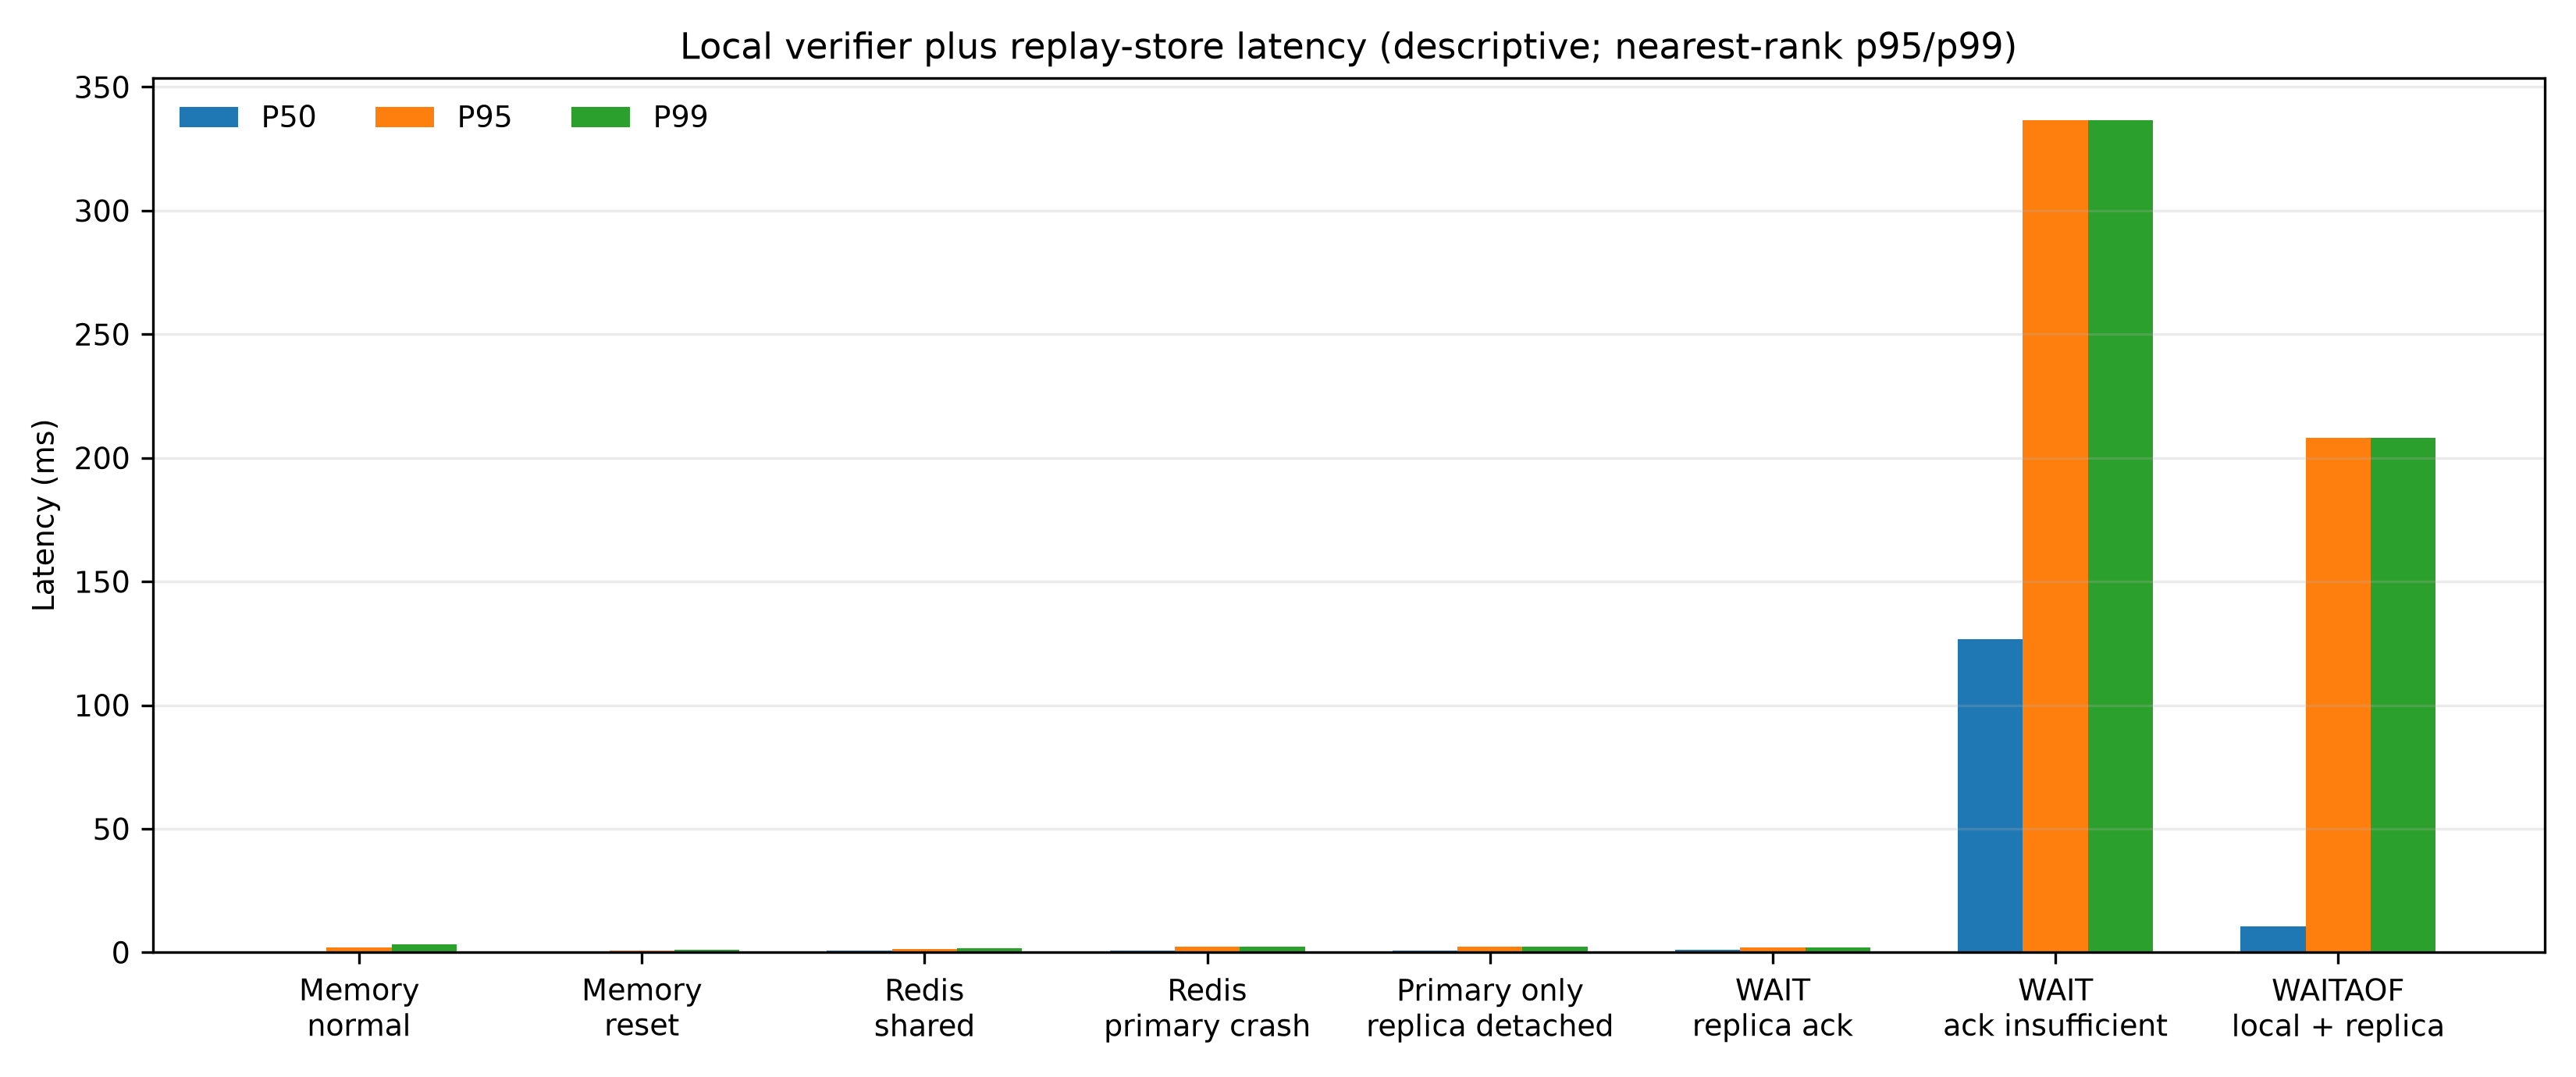 Local verifier plus replay-store latency (descriptive; nearest-rank p95/p99)
P50 P95 P99
Latency (ms)
350
300
250
200
150
100
50
0
Memory normal
Memory reset
Redis shared
Redis primary crash
Primary only replica detached
WAIT replica ack
WAIT ack insufficient
WAITAOF local + replica